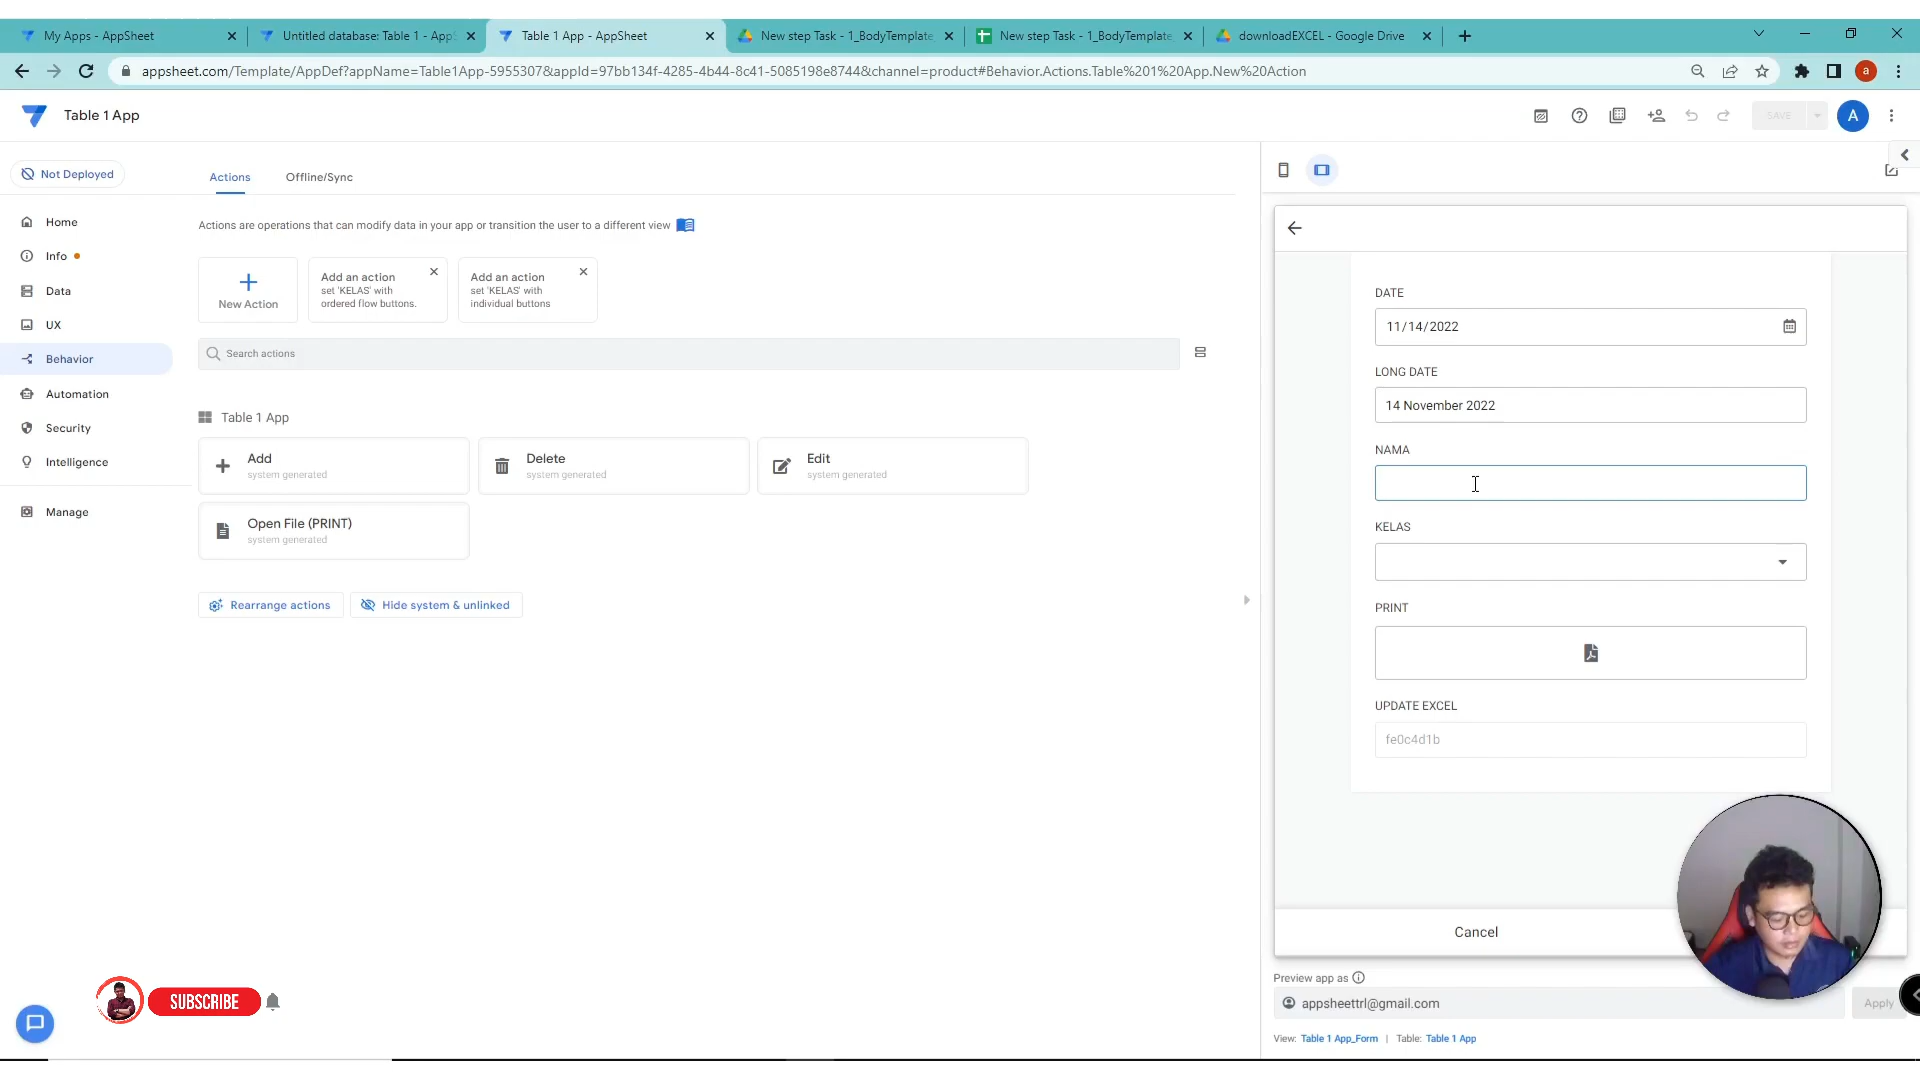 My Apps - AppSheet
Untitled database: Table 1 - AppS
Table 1 App - AppSheet
New step Task - 1_BodyTemplate
New step Task - 1_BodyTemplate
downloadEXCEL - Google Drive
appsheet.com/Template/AppDef?appName=Table1App-5955307&appId=97bb134f-4285-4b44-8c41-5085198e8744&channel=product#Behavior.Actions.Table%201%20App.New%20Action
a
Table 1 App
SAVE
A
Not Deployed
Home
Info
Data
UX
Behavior
Automation
Security
Intelligence
Manage
Actions
Offline/Sync
Actions are operations that can modify data in your app or transition the user to a different view
New Action
Add an action
set 'KELAS' with
ordered flow buttons.
Add an action
set 'KELAS' with
individual buttons
Search actions
Table 1 App
Add
system generated
Delete
system generated
Edit
system generated
Open File (PRINT)
system generated
Rearrange actions
Hide system & unlinked
DATE
11/14/2022
LONG DATE
14 November 2022
NAMA
KELAS
PRINT
UPDATE EXCEL
fe0c4d1b
Cancel
Preview app as
appsheettrl@gmail.com
Apply
View: Table 1 App_Form | Table: Table 1 App
SUBSCRIBE